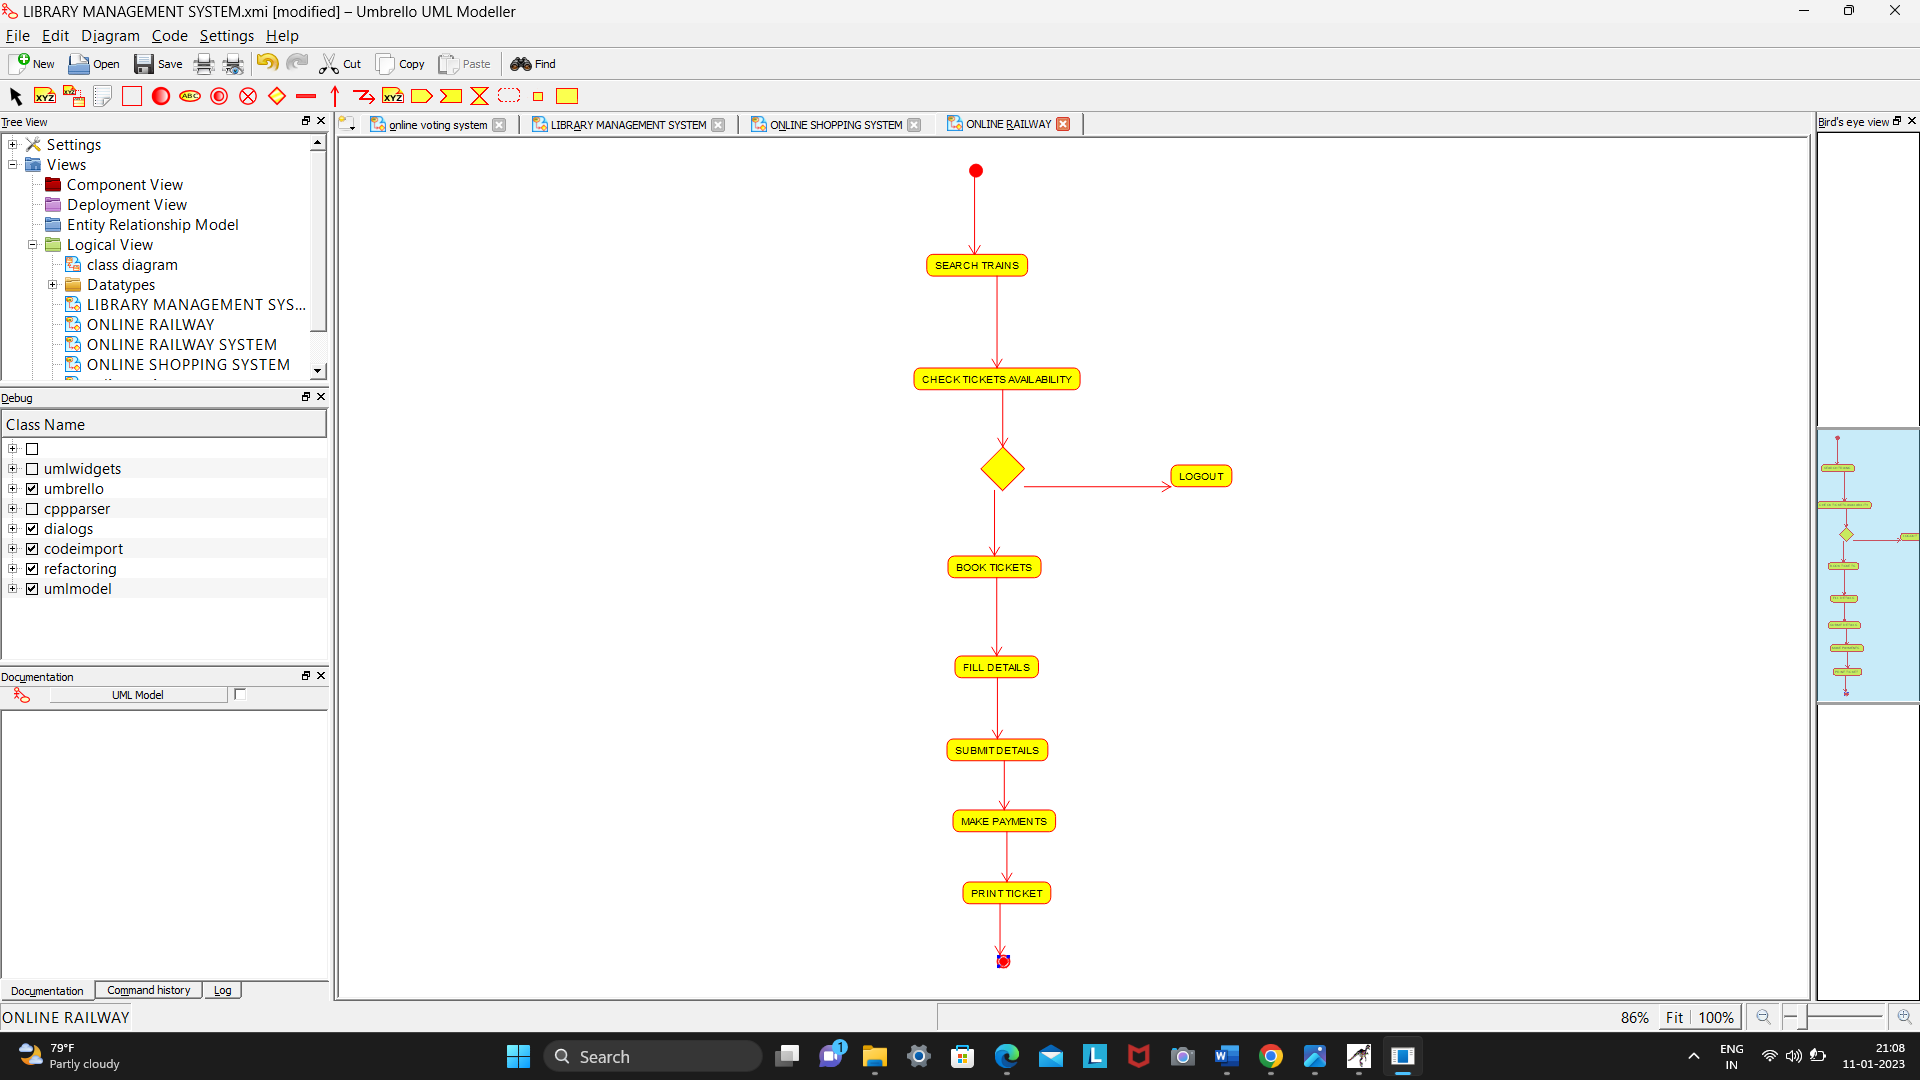 LIBRARY MANAGEMENT SYSTEM.xmi [modified] – Umbrello UML Modeller
File Edit Diagram Code Settings Help
New Open Save Cut Copy Paste Find
XYZ ABC XYZ
Tree View
Settings
Views
Component View
Deployment View
Entity Relationship Model
Logical View
class diagram
Datatypes
LIBRARY MANAGEMENT SYS...
ONLINE RAILWAY
ONLINE RAILWAY SYSTEM
ONLINE SHOPPING SYSTEM
Debug
Class Name
umlwidgets
umbrello
cppparser
dialogs
codeimport
refactoring
umlmodel
Documentation
UML Model
Documentation Command history Log
online voting system LIBRARY MANAGEMENT SYSTEM ONLINE SHOPPING SYSTEM ONLINE RAILWAY
SEARCH TRAINS
CHECK TICKETS AVAILABILITY
LOGOUT
BOOK TICKETS
FILL DETAILS
SUBMIT DETAILS
MAKE PAYMENTS
PRINT TICKET
Bird's eye view
ONLINE RAILWAY
86% Fit 100%
79°F
Partly cloudy
Search
1
ENG
IN
21:08
11-01-2023